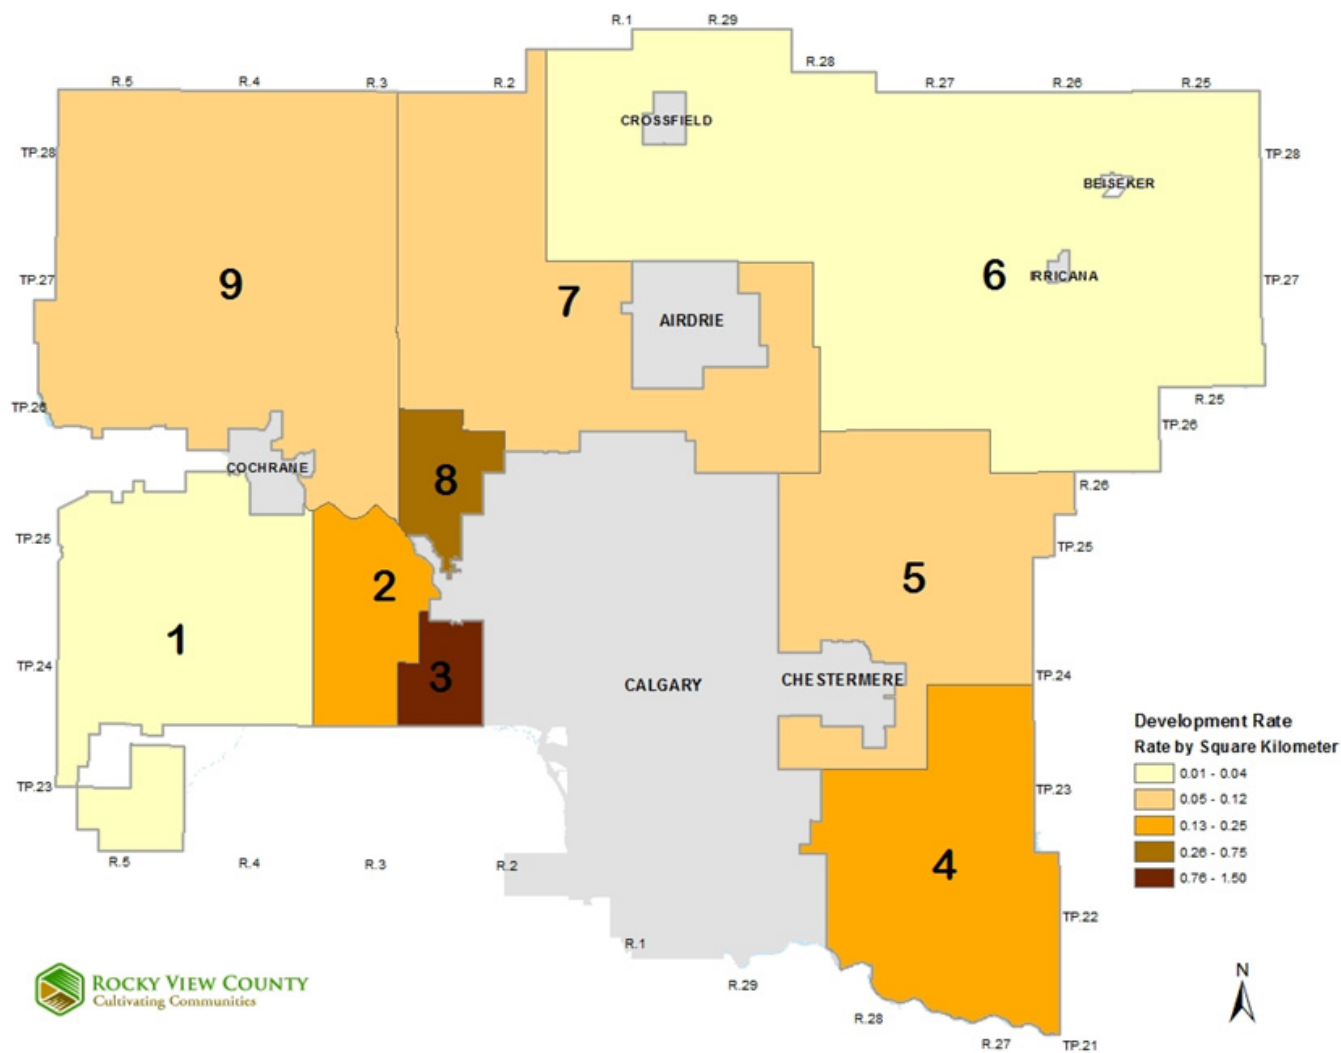 R.1
R.29
R.28
R.5
R.4
R.3
R.2
R.27
R.26
R.25
CROSSFIELD
TP.28
TP.28
BEISEKER
TP.27
9
7
6
IRRICANA
TP.27
AIRDRIE
TP.26
R.25
TP.26
COCHRANE
8
R.26
TP.25
TP.25
2
5
1
TP.24
3
CALGARY
CHESTERMERE
TP.24
Development Rate
Rate by Square Kilometer
0.01 - 0.04
0.05 - 0.12
0.13 - 0.25
0.26 - 0.75
0.76 - 1.50
TP.23
TP.23
R.5
R.4
R.3
R.2
4
TP.22
R.1
R.29
R.28
R.27
TP.21
N
ROCKY VIEW COUNTY
Cultivating Communities